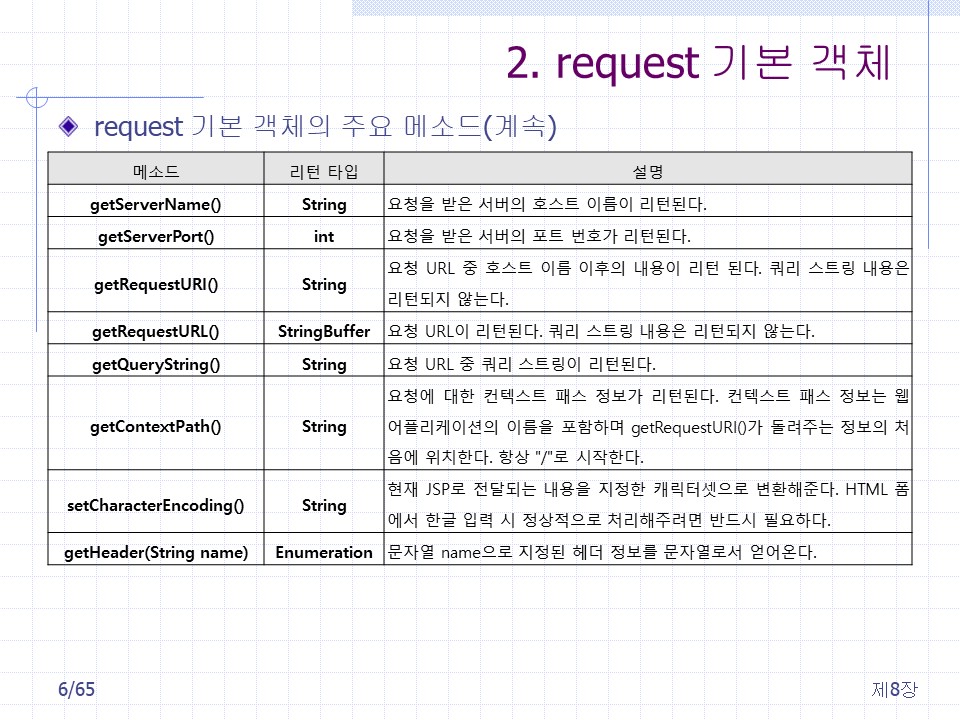 2. request 기본 객체
request 기본 객체의 주요 메소드(계속)
메소드 리턴 타입 설명
getServerName() String 요청을 받은 서버의 호스트 이름이 리턴된다.
getServerPort() int 요청을 받은 서버의 포트 번호가 리턴된다.
getRequestURI() String 요청 URL 중 호스트 이름 이후의 내용이 리턴 된다. 쿼리 스트링 내용은
리턴되지 않는다.
getRequestURL() StringBuffer 요청 URL이 리턴된다. 쿼리 스트링 내용은 리턴되지 않는다.
getQueryString() String 요청 URL 중 쿼리 스트링이 리턴된다.
getContextPath() String 요청에 대한 컨텍스트 패스 정보가 리턴된다. 컨텍스트 패스 정보는 웹
어플리케이션의 이름을 포함하며 getRequestURI()가 돌려주는 정보의 처
음에 위치한다. 항상 "/"로 시작한다.
setCharacterEncoding() String 현재 JSP로 전달되는 내용을 지정한 캐릭터셋으로 변환해준다. HTML 폼
에서 한글 입력 시 정상적으로 처리해주려면 반드시 필요하다.
getHeader(String name) Enumeration 문자열 name으로 지정된 헤더 정보를 문자열로서 얻어온다.
6/65 제8장